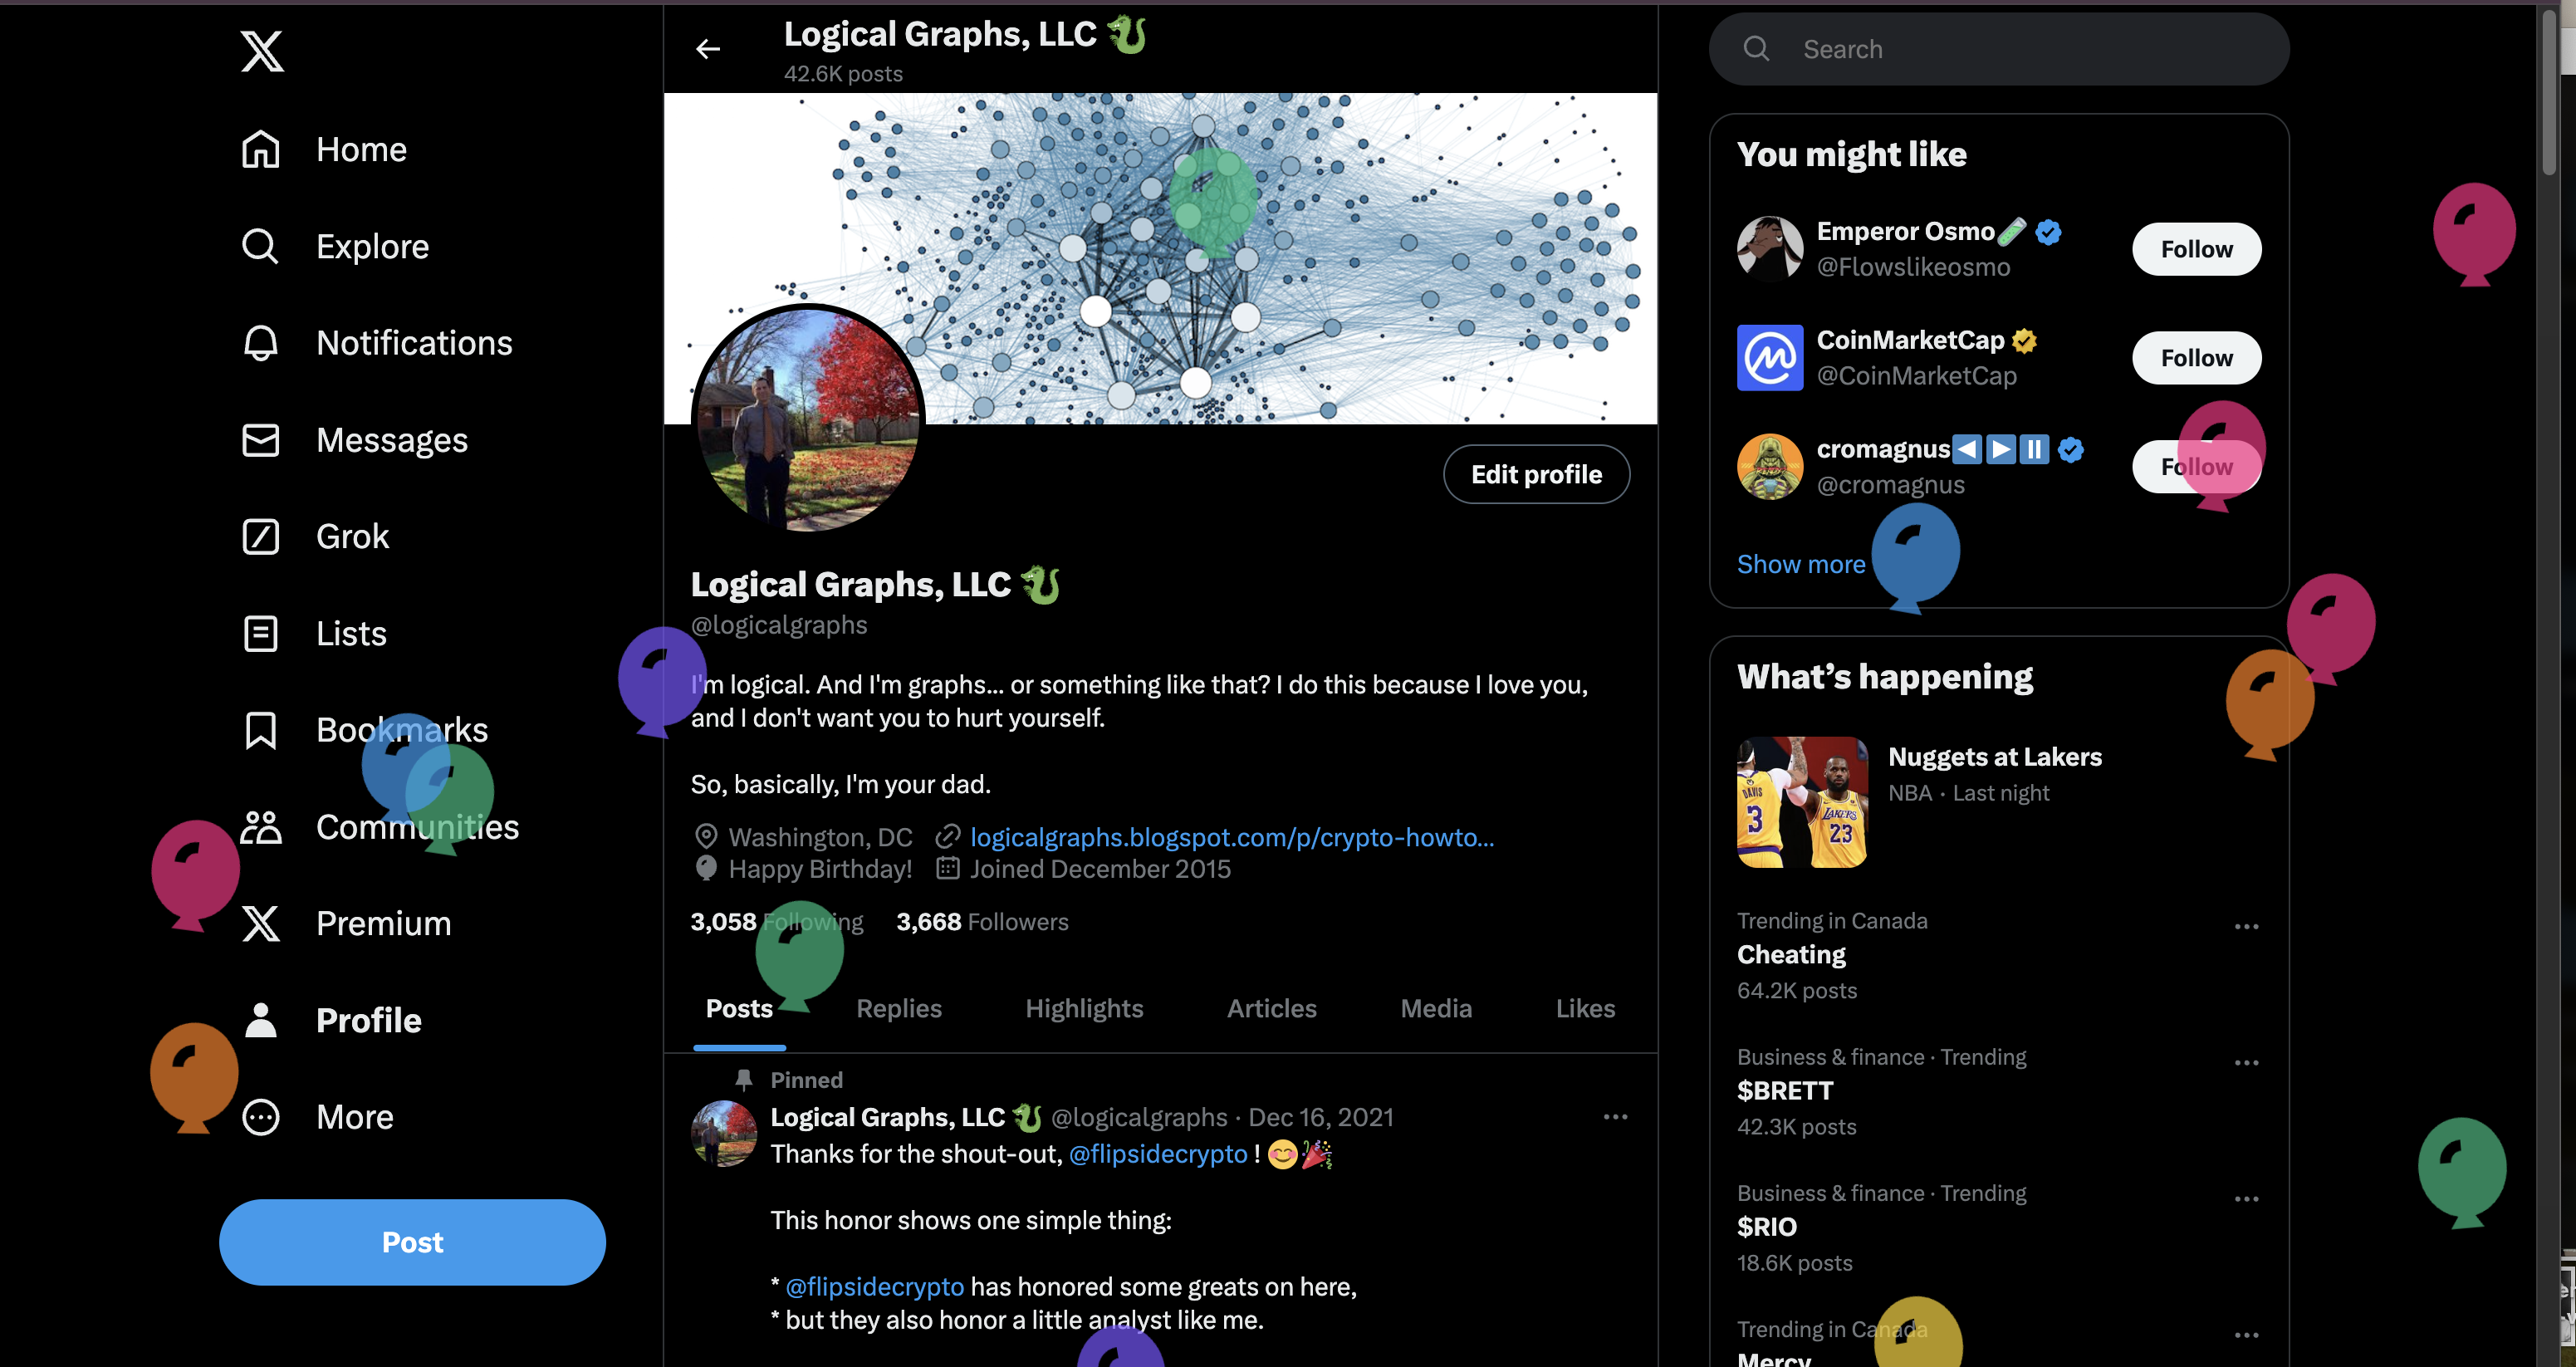 Home
Explore
Notifications
Messages
Grok
Lists
Bookmarks
Communities
Premium
Profile
More
Post
Logical Graphs, LLC 🐉
42.6K posts
Edit profile
Logical Graphs, LLC 🐉
@logicalgraphs
I'm logical. And I'm graphs... or something like that? I do this because I love you,
and I don't want you to hurt yourself.
So, basically, I'm your dad.
Washington, DC logicalgraphs.blogspot.com/p/crypto-howto...
Happy Birthday! Joined December 2015
3,058 Following 3,668 Followers
Posts Replies Highlights Articles Media Likes
Pinned
Logical Graphs, LLC 🐉 @logicalgraphs · Dec 16, 2021
Thanks for the shout-out, @flipsidecrypto ! 😊🎉
This honor shows one simple thing:
* @flipsidecrypto has honored some greats on here,
* but they also honor a little analyst like me.
Search
You might like
Emperor Osmo🧪
@Flowslikeosmo
Follow
CoinMarketCap
@CoinMarketCap
Follow
cromagnus◀️▶️⏸️
@cromagnus
Follow
Show more
What's happening
DAVIS
3
LAKERS
23
Nuggets at Lakers
NBA · Last night
Trending in Canada
Cheating
64.2K posts
Business & finance · Trending
$BRETT
42.3K posts
Business & finance · Trending
$RIO
18.6K posts
Trending in Canada
Mercy